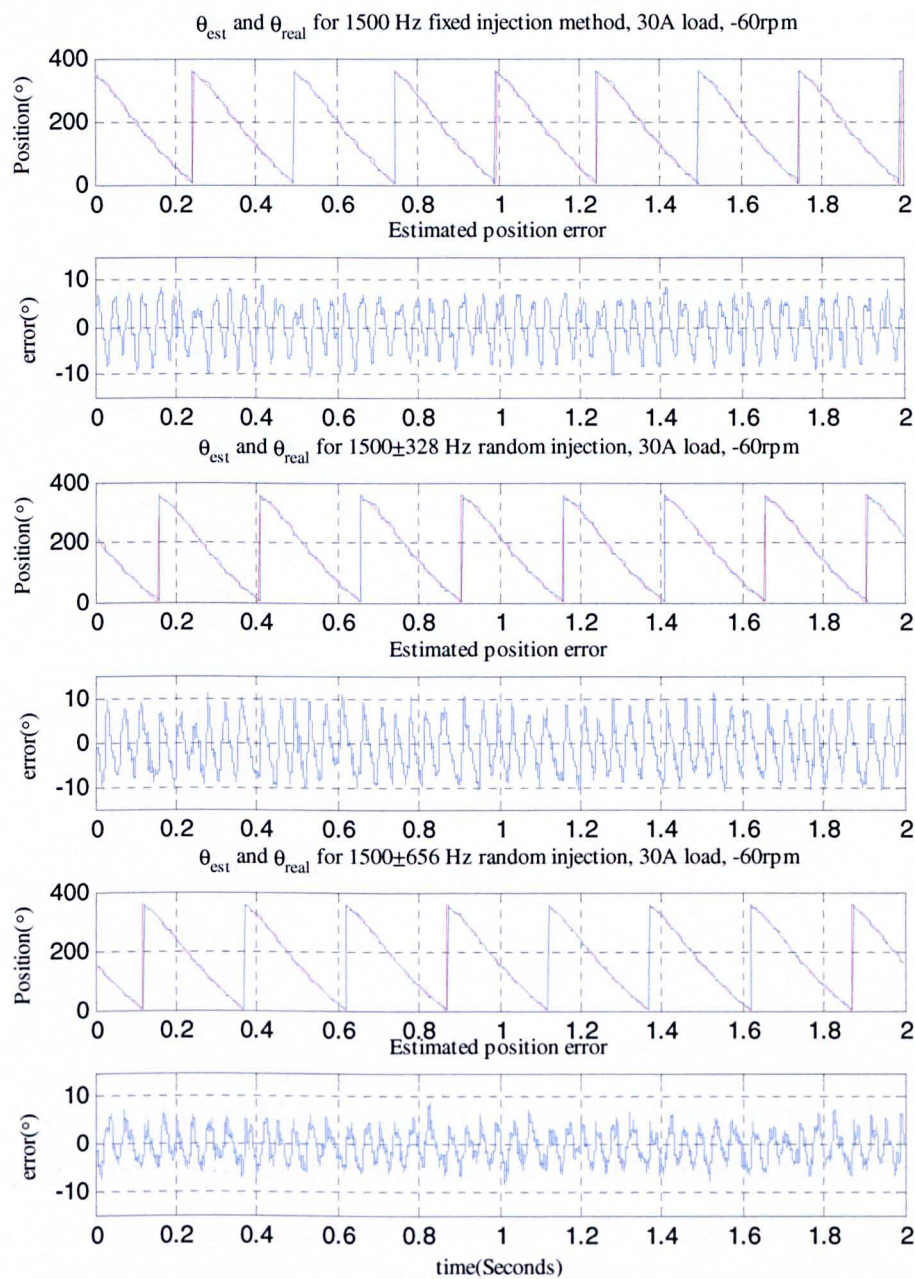 θest and θreal for 1500 Hz fixed injection method, 30A load, -60rpm
400
200
0
Position(°)
0 0.2 0.4 0.6 0.8 1 1.2 1.4 1.6 1.8 2
Estimated position error
10
0
-10
error(°)
0 0.2 0.4 0.6 0.8 1 1.2 1.4 1.6 1.8 2
θest and θreal for 1500±328 Hz random injection, 30A load, -60rpm
400
200
0
Position(°)
0 0.2 0.4 0.6 0.8 1 1.2 1.4 1.6 1.8 2
Estimated position error
10
0
-10
error(°)
0 0.2 0.4 0.6 0.8 1 1.2 1.4 1.6 1.8 2
θest and θreal for 1500±656 Hz random injection, 30A load, -60rpm
400
200
0
Position(°)
0 0.2 0.4 0.6 0.8 1 1.2 1.4 1.6 1.8 2
Estimated position error
10
0
-10
error(°)
0 0.2 0.4 0.6 0.8 1 1.2 1.4 1.6 1.8 2
time(Seconds)